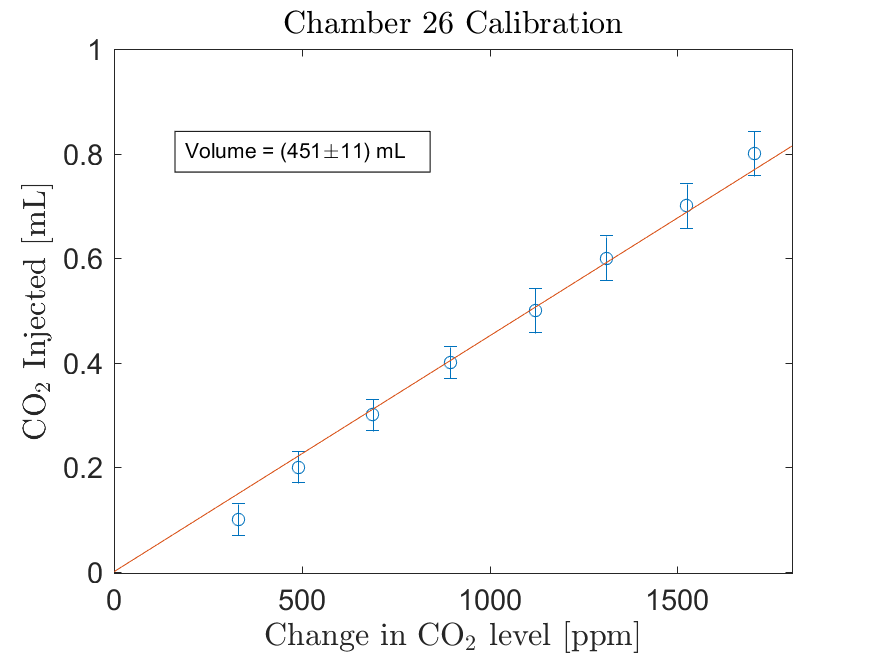 Chamber 26 Calibration
1
Volume = (451±11) mL
0.8
0.6
0.4
0.2
0
CO₂ Injected [mL]
0 500 1000 1500
Change in CO₂ level [ppm]